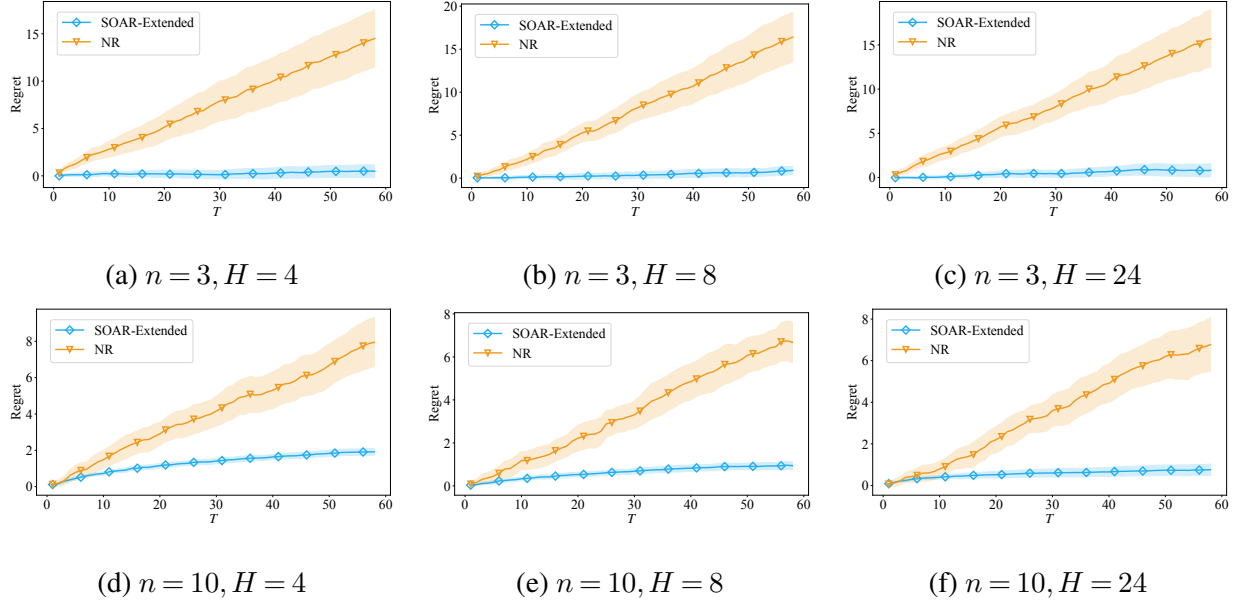 SOAR-Extended
NR
Regret
15
10
5
0
0 10 20 30 40 50 60
T
(a) n = 3, H = 4
SOAR-Extended
NR
Regret
20
15
10
5
0
0 10 20 30 40 50 60
T
(b) n = 3, H = 8
SOAR-Extended
NR
Regret
15
10
5
0
0 10 20 30 40 50 60
T
(c) n = 3, H = 24
SOAR-Extended
NR
Regret
8
6
4
2
0
0 10 20 30 40 50 60
T
(d) n = 10, H = 4
SOAR-Extended
NR
Regret
8
6
4
2
0
0 10 20 30 40 50 60
T
(e) n = 10, H = 8
SOAR-Extended
NR
Regret
8
6
4
2
0
0 10 20 30 40 50 60
T
(f) n = 10, H = 24